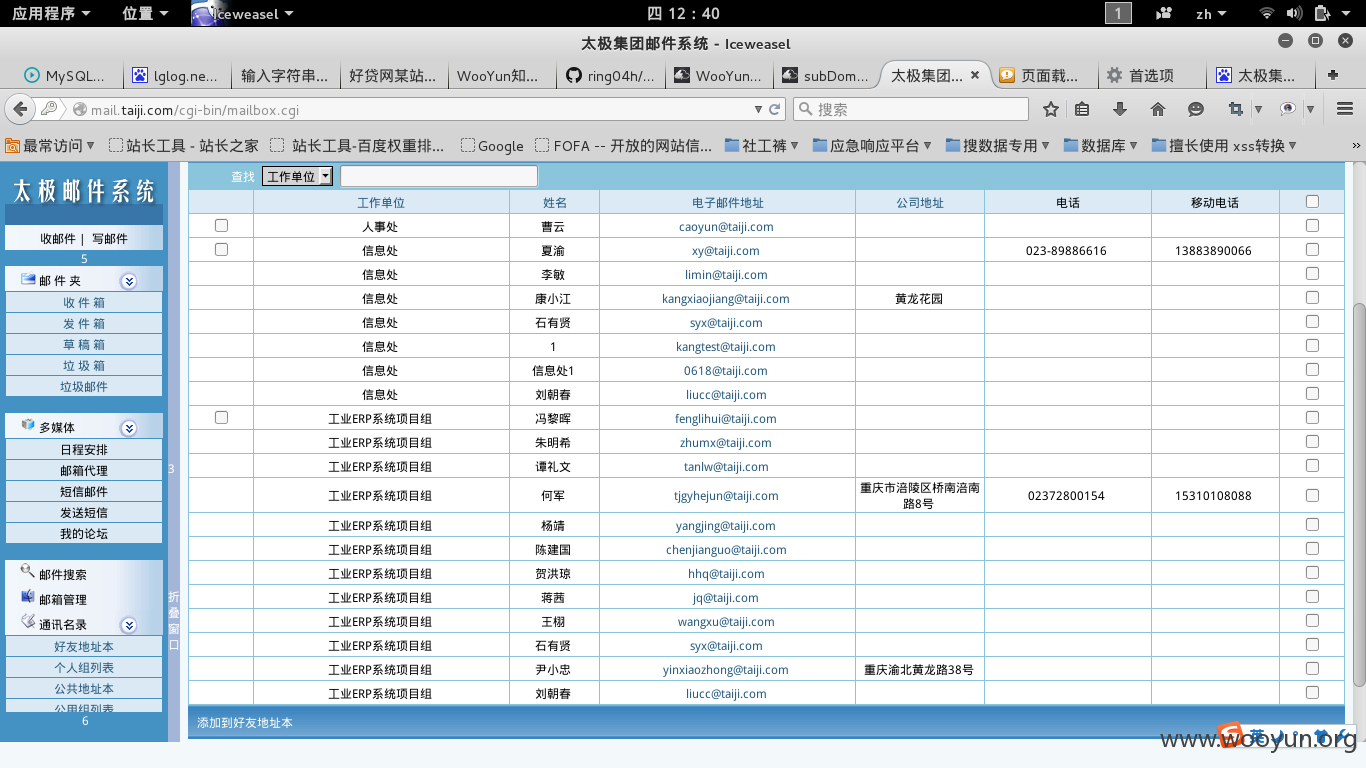 应用程序 位置 Iceweasel 四 12：40 1 zh
太极集团邮件系统 - Iceweasel
MySQL... lglog.ne... 输入字符串... 好贷网某站... WooYun知... ring04h/... WooYun... subDom... 太极集团... 页面载... 首选项 太极集...
mail.taiji.com/cgi-bin/mailbox.cgi 搜索
最常访问 站长工具 - 站长之家 站长工具-百度权重排... Google FOFA -- 开放的网站信... 社工裤 应急响应平台 搜数据专用 数据库 擅长使用 xss转换 »
太极邮件系统
收邮件 | 写邮件
5
邮 件 夹
收 件 箱
发 件 箱
草 稿 箱
垃 圾 箱
垃圾邮件
多媒体
日程安排
邮箱代理
短信邮件
发送短信
我的论坛
邮件搜索
邮箱管理
通讯名录
好友地址本
个人组列表
公共地址本
公用组列表
6
3
折叠窗口
查找 工作单位
工作单位 姓名 电子邮件地址 公司地址 电话 移动电话
人事处 曹云 caoyun@taiji.com
信息处 夏渝 xy@taiji.com 023-89886616 13883890066
信息处 李敏 limin@taiji.com
信息处 康小江 kangxiaojiang@taiji.com 黄龙花园
信息处 石有贤 syx@taiji.com
信息处 1 kangtest@taiji.com
信息处 信息处1 0618@taiji.com
信息处 刘朝春 liucc@taiji.com
工业ERP系统项目组 冯黎晖 fenglihui@taiji.com
工业ERP系统项目组 朱明希 zhumx@taiji.com
工业ERP系统项目组 谭礼文 tanlw@taiji.com
工业ERP系统项目组 何军 tjgyhejun@taiji.com 重庆市涪陵区桥南涪南 02372800154 15310108088
路8号
工业ERP系统项目组 杨靖 yangjing@taiji.com
工业ERP系统项目组 陈建国 chenjianguo@taiji.com
工业ERP系统项目组 贺洪琼 hhq@taiji.com
工业ERP系统项目组 蒋茜 jq@taiji.com
工业ERP系统项目组 王栩 wangxu@taiji.com
工业ERP系统项目组 石有贤 syx@taiji.com
工业ERP系统项目组 尹小忠 yinxiaozhong@taiji.com 重庆渝北黄龙路38号
工业ERP系统项目组 刘朝春 liucc@taiji.com
添加到好友地址本
www.wooyun.org